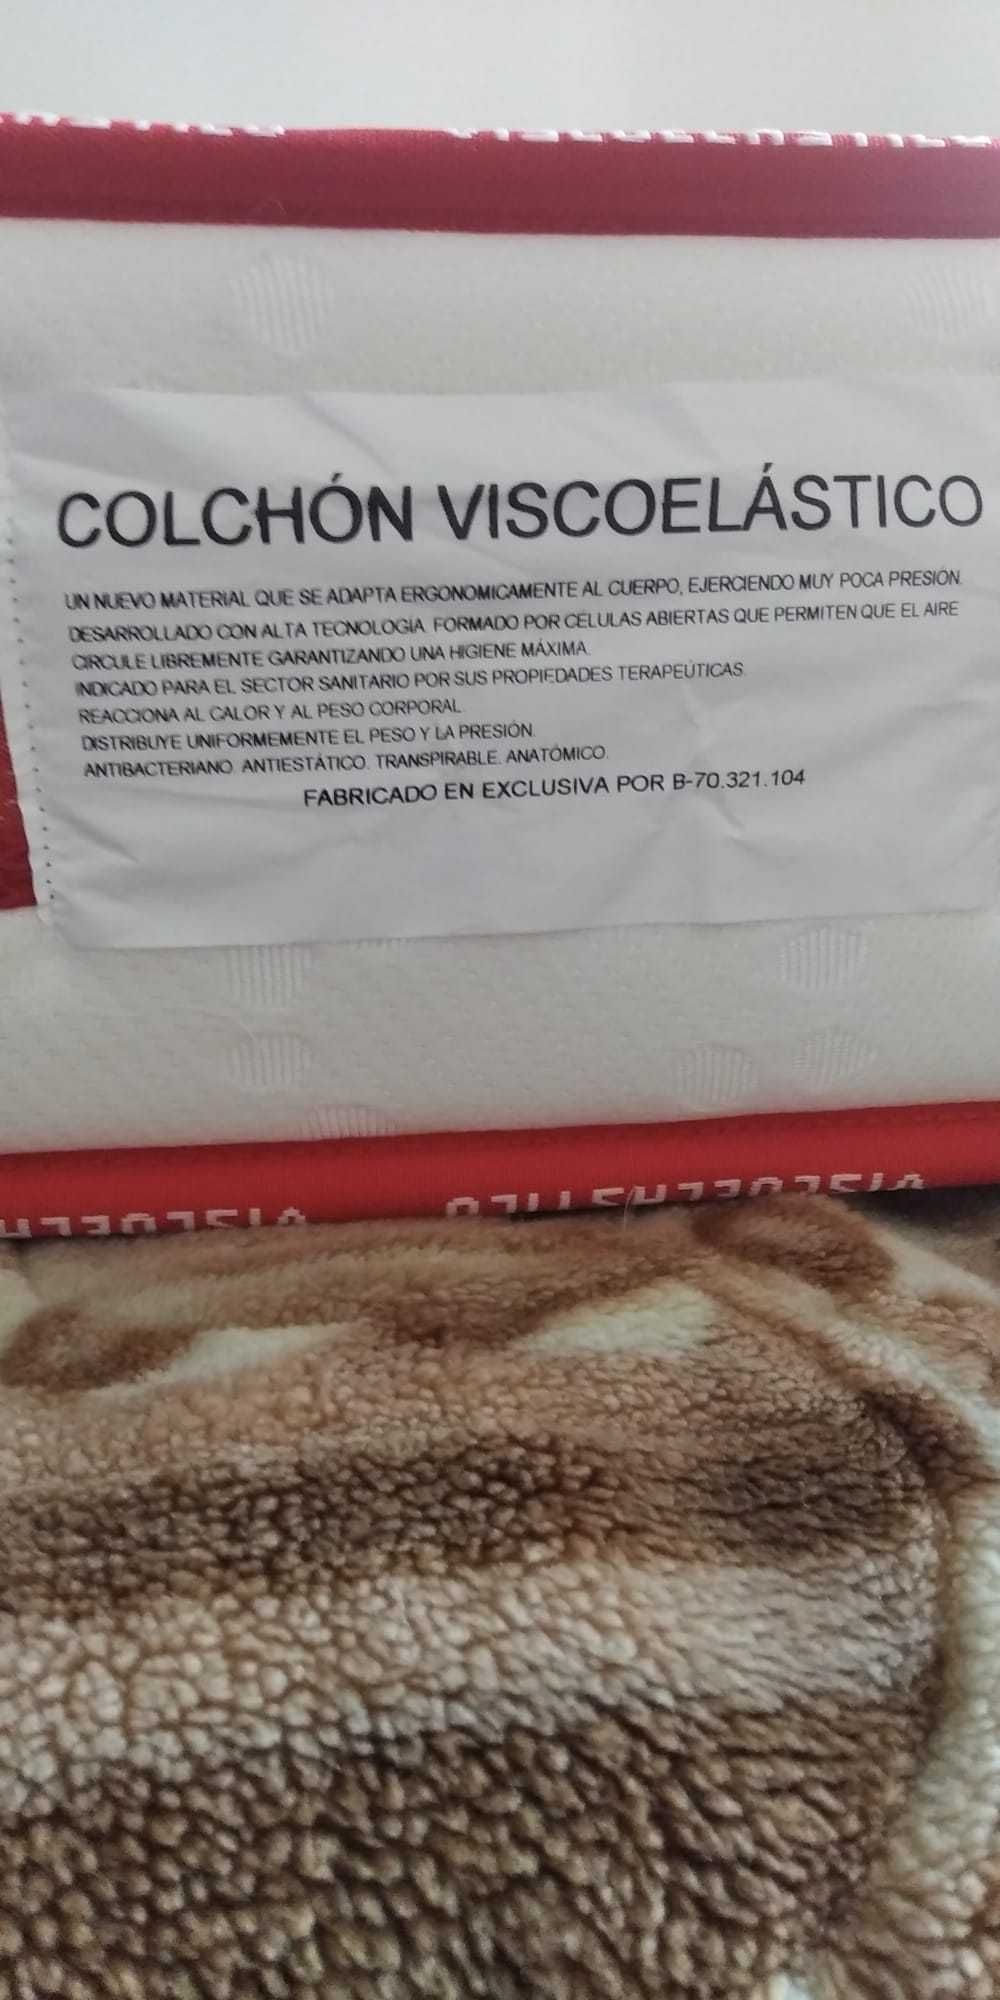 VISCOELASTICO
COLCHÓN VISCOELÁSTICO
UN NUEVO MATERIAL QUE SE ADAPTA ERGONOMICAMENTE AL CUERPO, EJERCIENDO MUY POCA PRESIÓN.
DESARROLLADO CON ALTA TECNOLOGÍA. FORMADO POR CÉLULAS ABIERTAS QUE PERMITEN QUE EL AIRE
CIRCULE LIBREMENTE GARANTIZANDO UNA HIGIENE MÁXIMA.
INDICADO PARA EL SECTOR SANITARIO POR SUS PROPIEDADES TERAPEÚTICAS.
REACCIONA AL CALOR Y AL PESO CORPORAL.
DISTRIBUYE UNIFORMEMENTE EL PESO Y LA PRESIÓN.
ANTIBACTERIANO. ANTIESTÁTICO. TRANSPIRABLE. ANATÓMICO.
FABRICADO EN EXCLUSIVA POR B-70.321.104
VISCOELASTICO